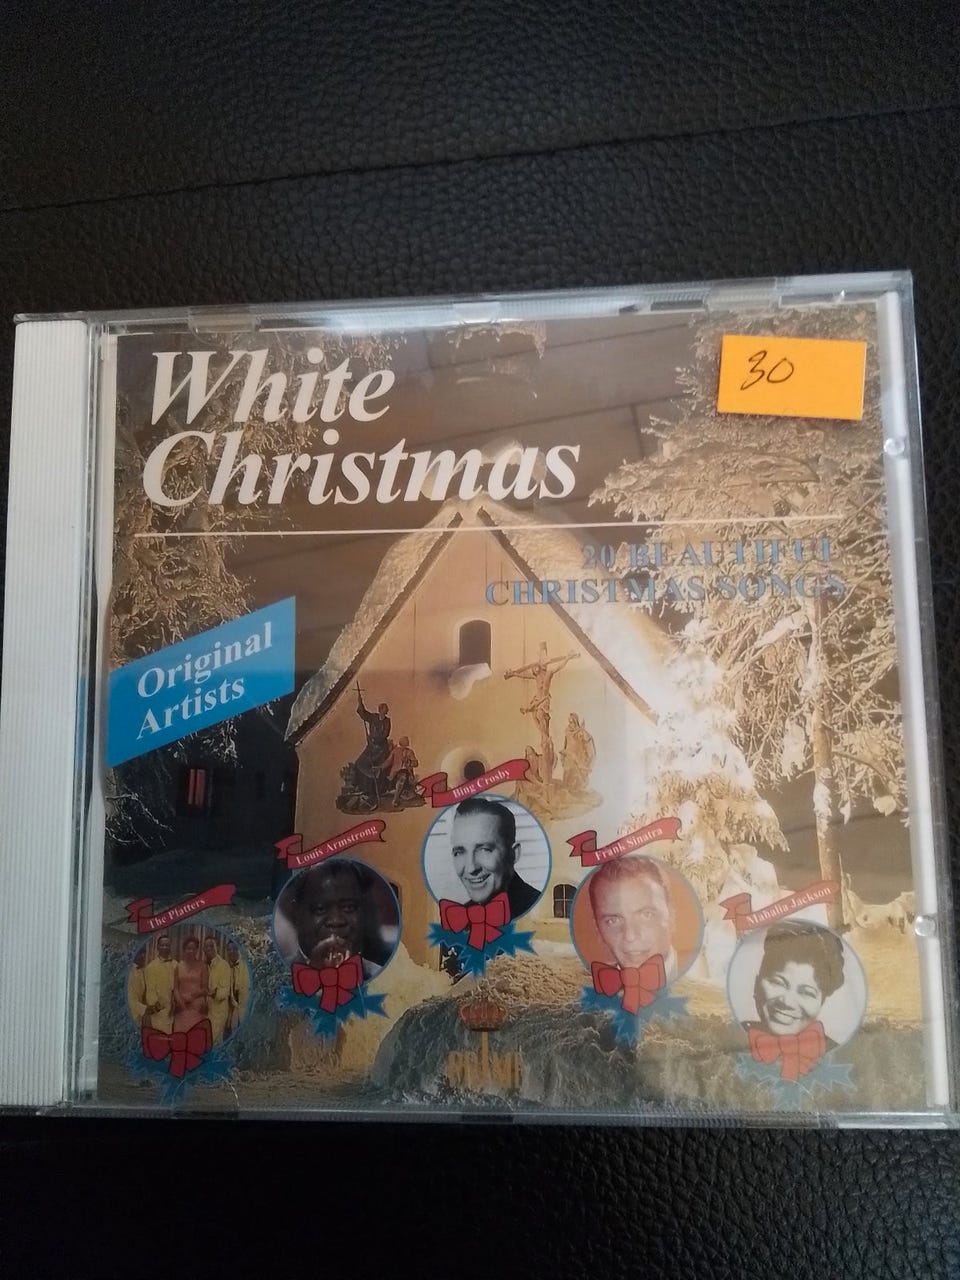 White
Christmas
30
20 BEAUTIFUL
CHRISTMAS SONGS
Original
Artists
Bing Crosby
Louis Armstrong
Frank Sinatra
The Platters
Mahalia Jackson